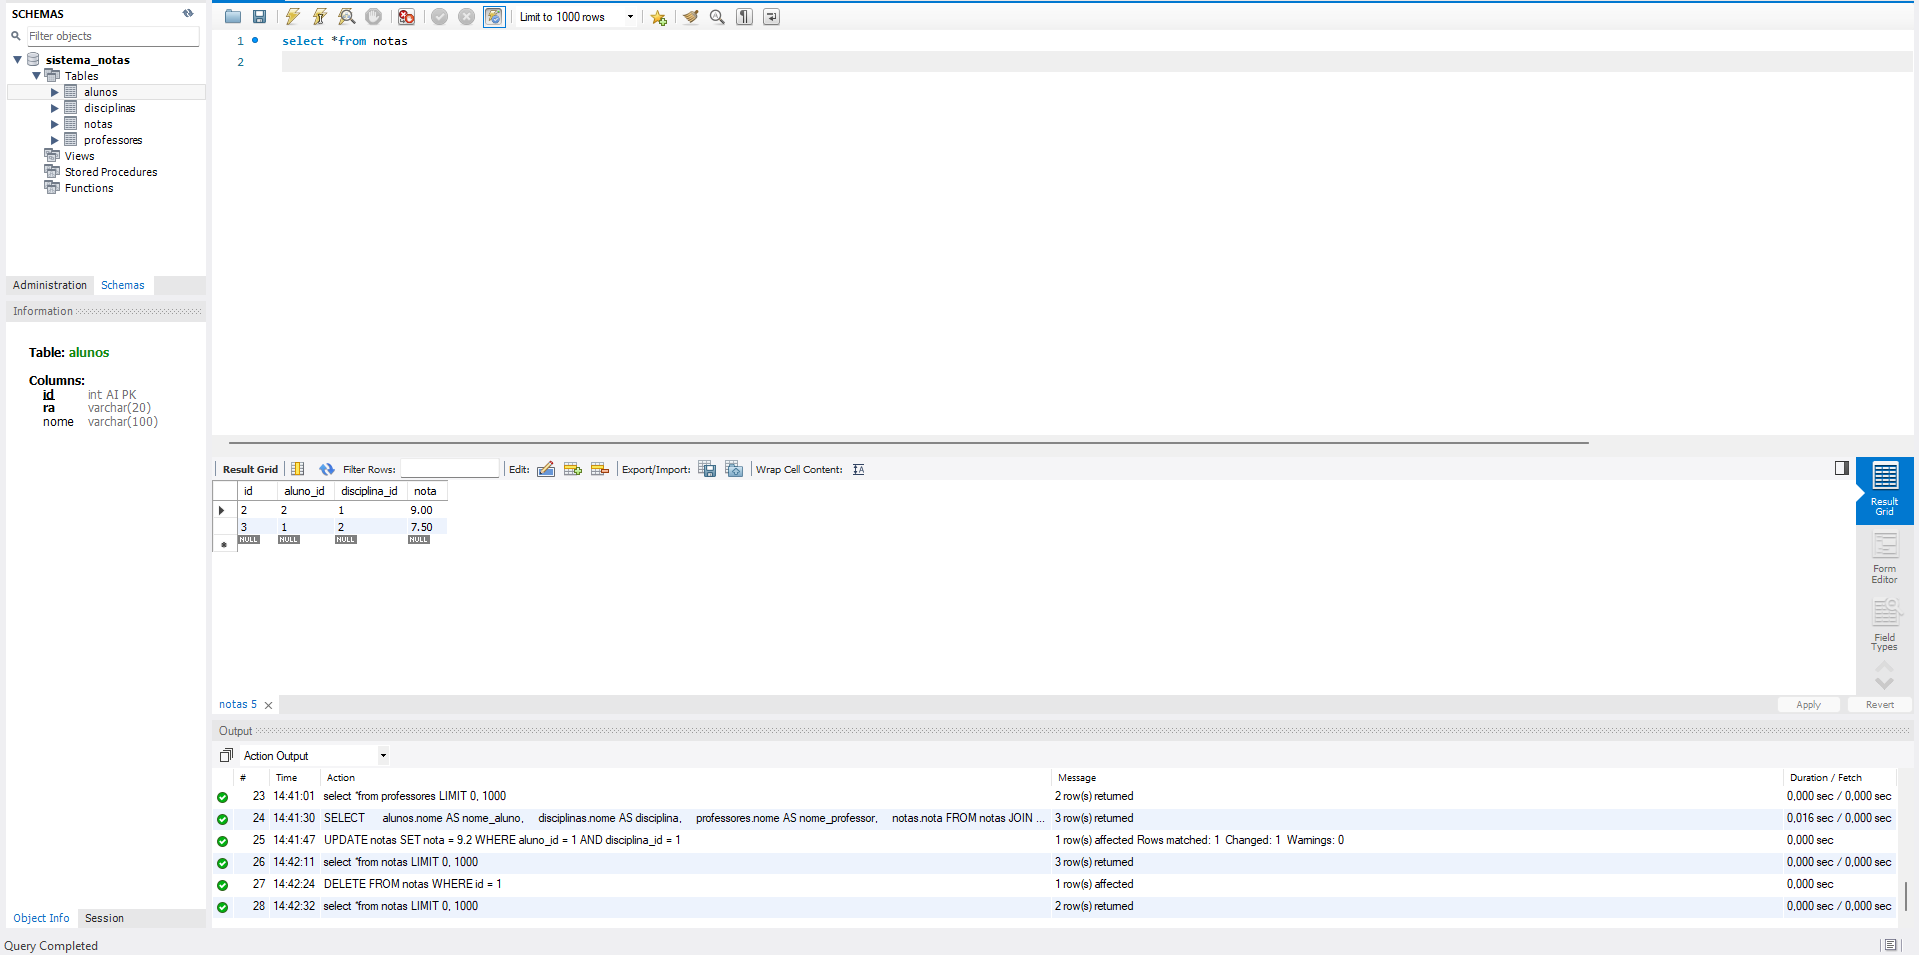 SCHEMAS
Filter objects
sistema_notas
Tables
alunos
disciplinas
notas
professores
Views
Stored Procedures
Functions
Administration Schemas
Information
Table: alunos
Columns:
id int AI PK
ra varchar(20)
nome varchar(100)
Object Info Session
Query Completed
Limit to 1000 rows
1 select *from notas
2
Result Grid Filter Rows: Edit: Export/Import: Wrap Cell Content:
id aluno_id disciplina_id nota
2 2 1 9.00
3 1 2 7.50
NULL NULL NULL NULL
Result
Grid
Form
Editor
Field
Types
notas 5 Apply Revert
Output
Action Output
# Time Action Message Duration / Fetch
23 14:41:01 select *from professores LIMIT 0, 1000 2 row(s) returned 0,000 sec / 0,000 sec
24 14:41:30 SELECT alunos.nome AS nome_aluno, disciplinas.nome AS disciplina, professores.nome AS nome_professor, notas.nota FROM notas JOIN ... 3 row(s) returned 0,016 sec / 0,000 sec
25 14:41:47 UPDATE notas SET nota = 9.2 WHERE aluno_id = 1 AND disciplina_id = 1 1 row(s) affected Rows matched: 1 Changed: 1 Warnings: 0 0,000 sec
26 14:42:11 select *from notas LIMIT 0, 1000 3 row(s) returned 0,000 sec / 0,000 sec
27 14:42:24 DELETE FROM notas WHERE id = 1 1 row(s) affected 0,000 sec
28 14:42:32 select *from notas LIMIT 0, 1000 2 row(s) returned 0,000 sec / 0,000 sec